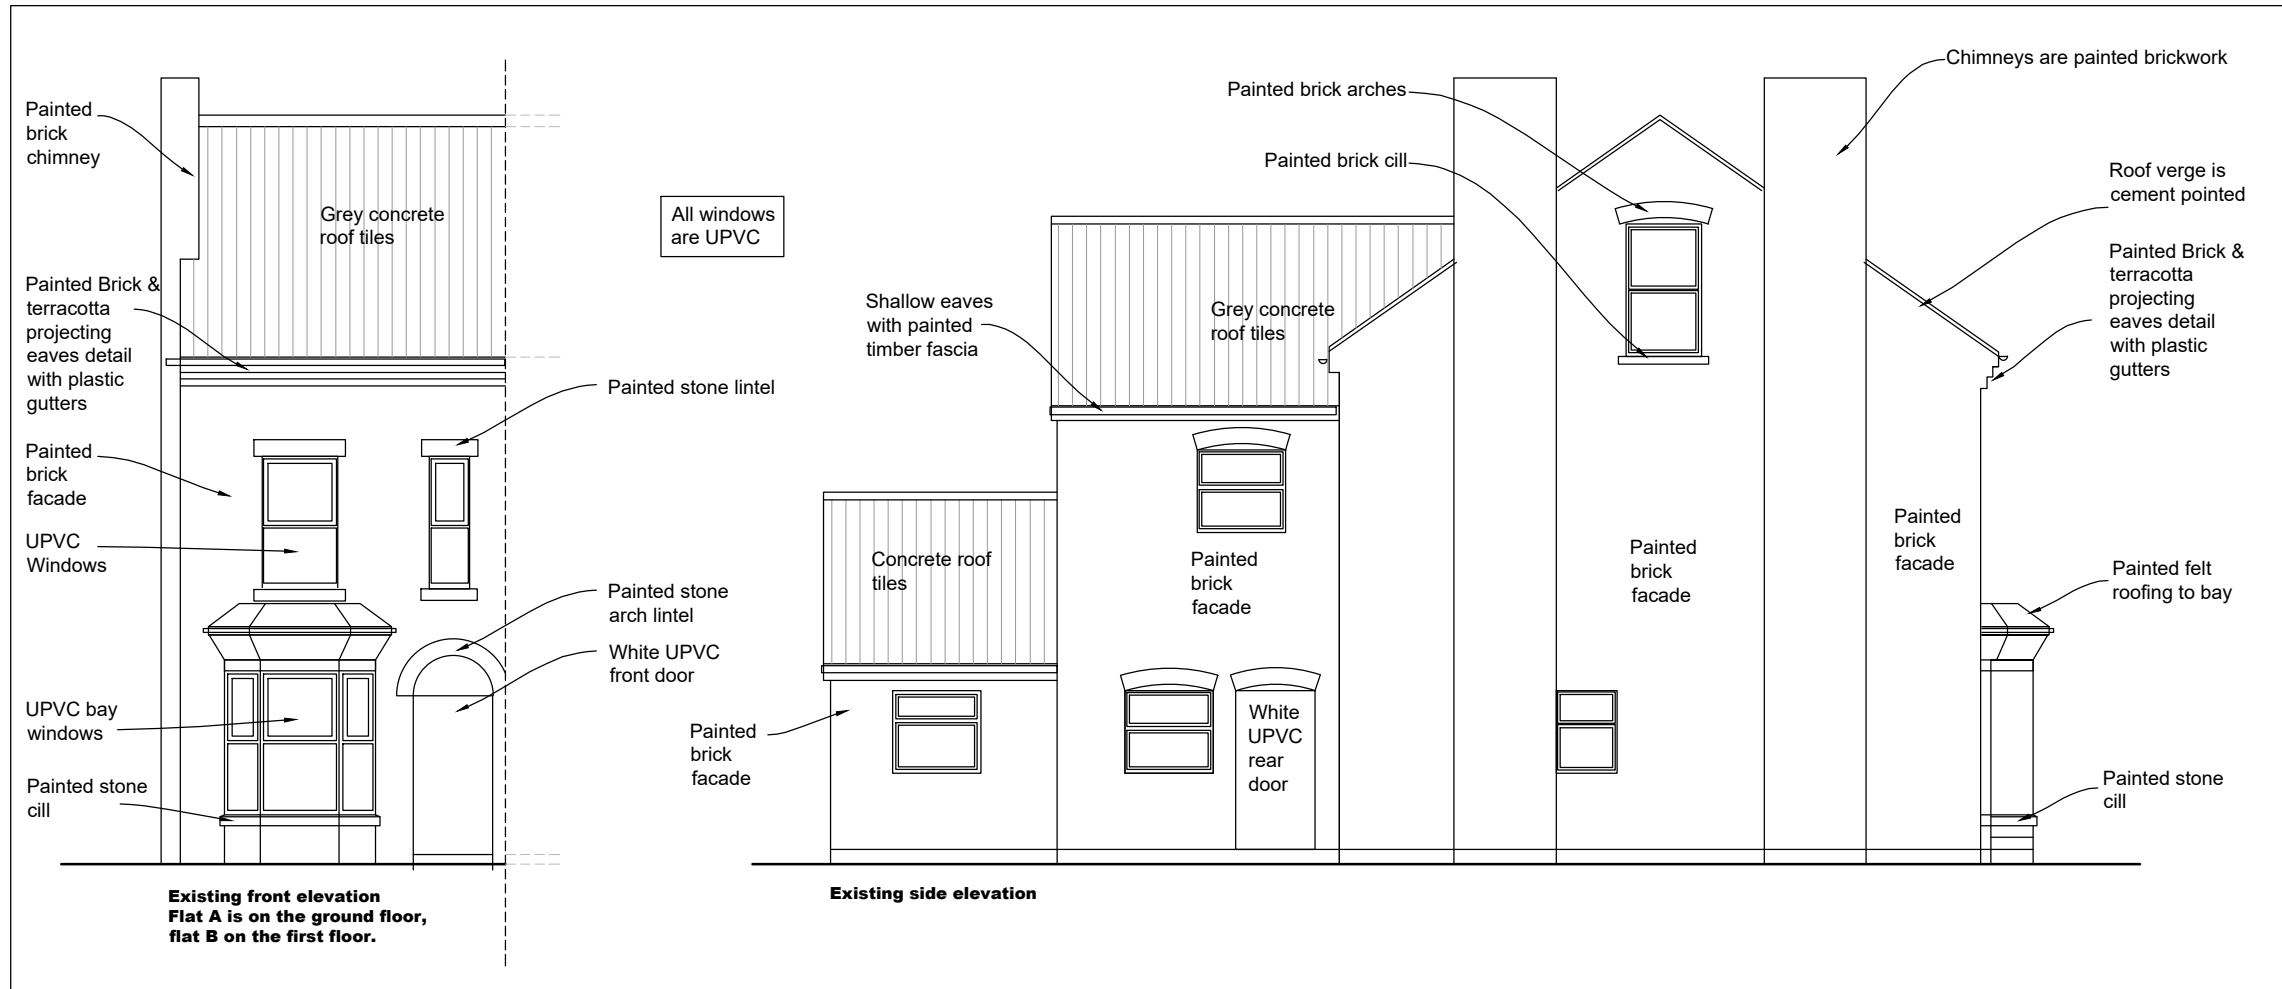 Painted
brick
chimney
Grey concrete
roof tiles
Painted Brick &
terracotta
projecting
eaves detail
with plastic
gutters
Painted stone lintel
Painted
brick
facade
UPVC
Windows
Painted stone
arch lintel
White UPVC
front door
UPVC bay
windows
Painted stone
cill
Existing front elevation
Flat A is on the ground floor,
flat B on the first floor.
All windows
are UPVC
Painted brick arches
Painted brick cill
Chimneys are painted brickwork
Roof verge is
cement pointed
Painted Brick &
terracotta
projecting
eaves detail
with plastic
gutters
Shallow eaves
with painted
timber fascia
Grey concrete
roof tiles
Concrete roof
tiles
Painted
brick
facade
Painted
brick
facade
Painted
brick
facade
Painted felt
roofing to bay
Painted
brick
facade
White
UPVC
rear
door
Painted stone
cill
Existing side elevation